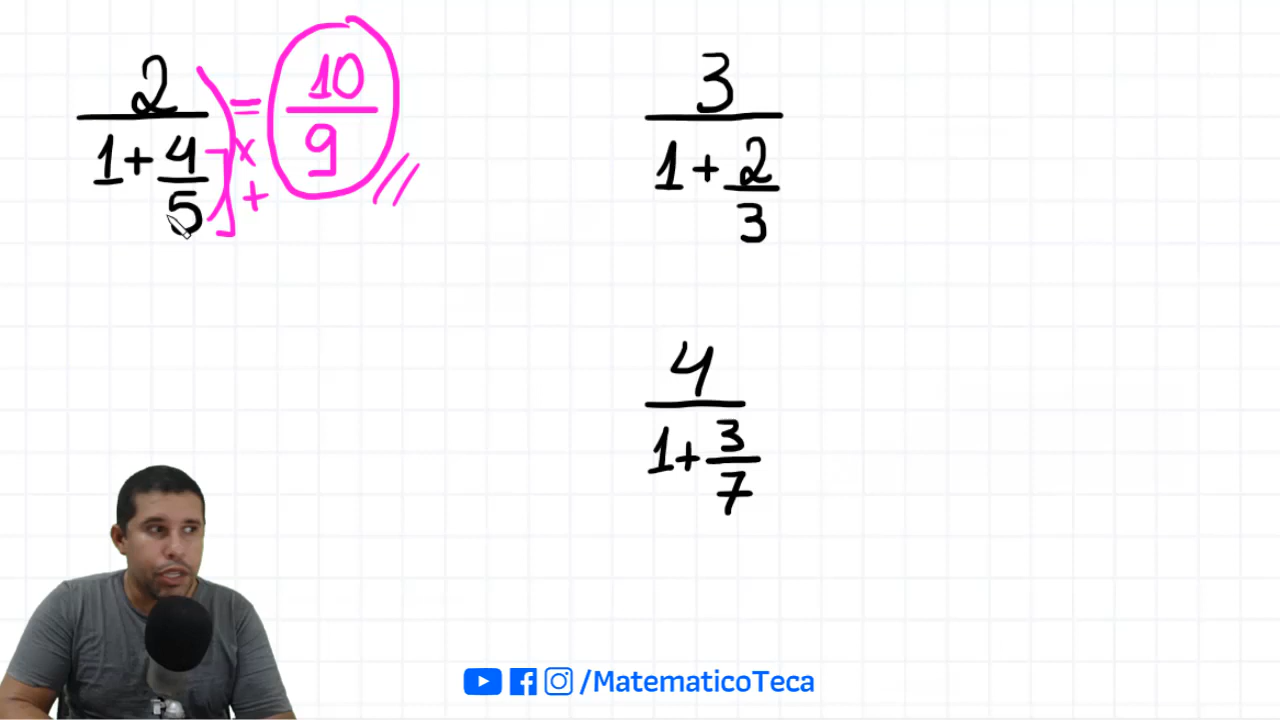 2/(1+4/5) = 10/9
x
+
3/(1+2/3)
4/(1+3/7)
/MatematicoTeca